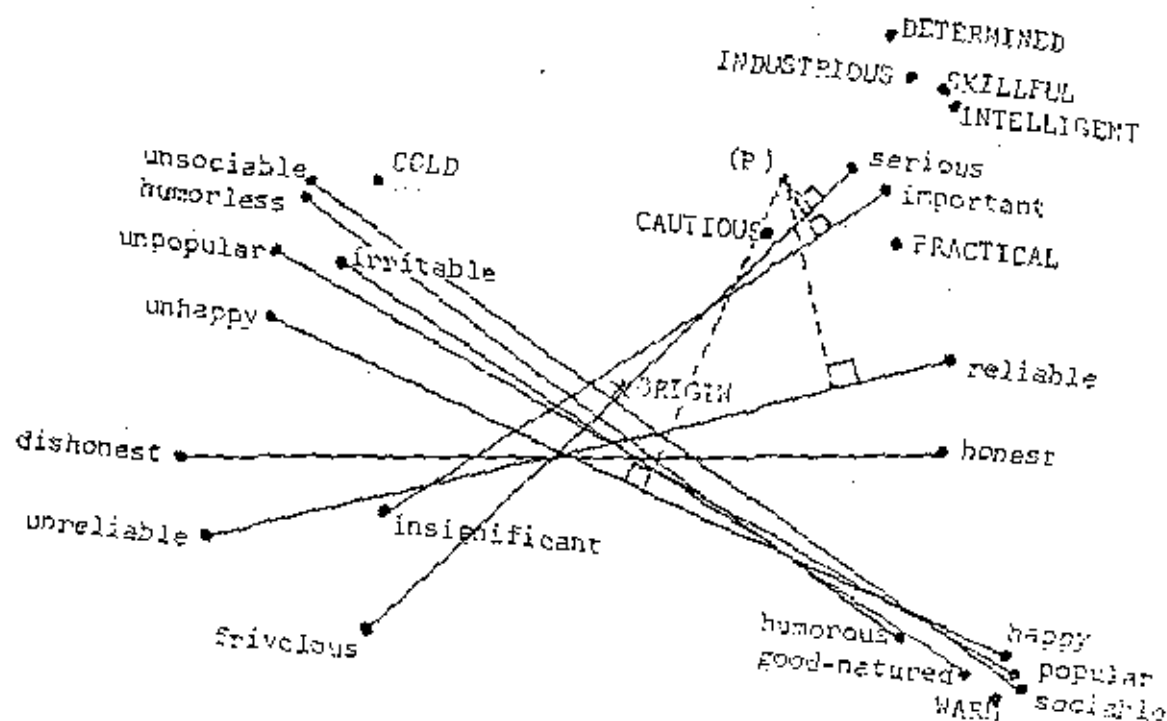 DETERMINED
INDUSTRIOUS
SKILLFUL
INTELLIGENT
unsociable
COLD
(P)
serious
humorless
important
CAUTIOUS
unpopular
irritable
PRACTICAL
unhappy
reliable
ORIGIN
dishonest
honest
unreliable
insignificant
frivolous
humorous
happy
good-natured
popular
WARM
sociable